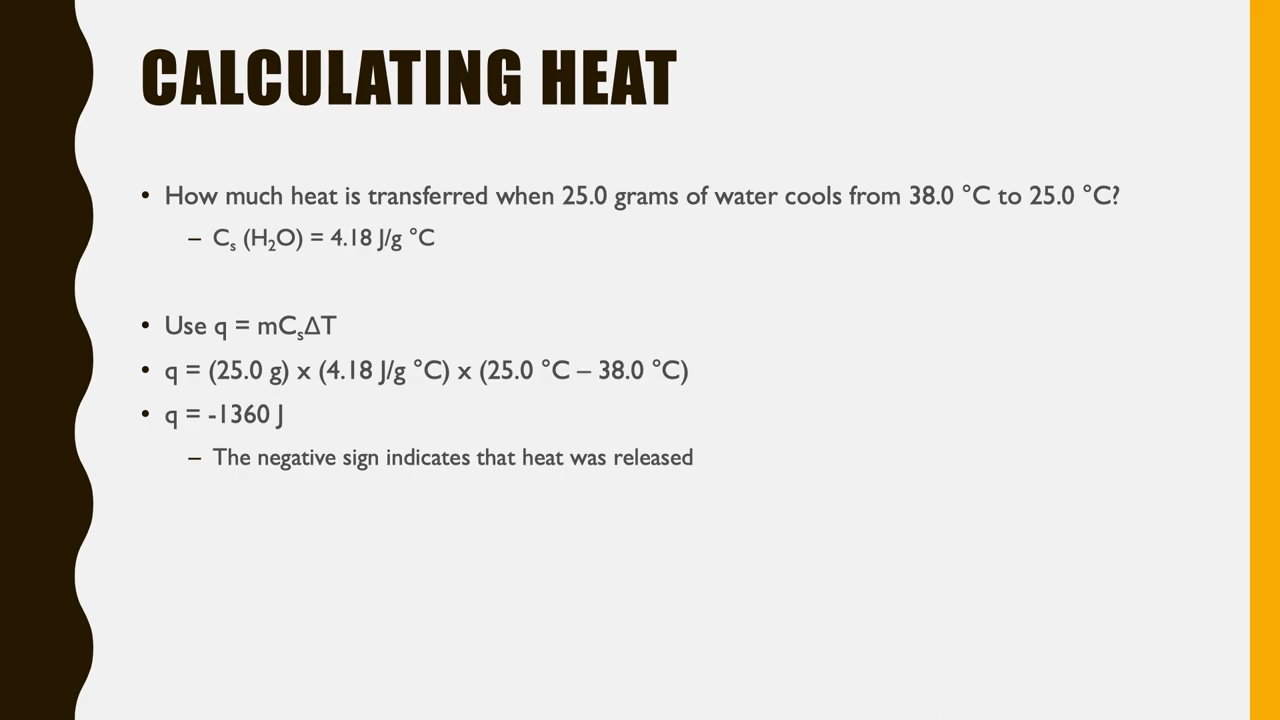 CALCULATING HEAT
• How much heat is transferred when 25.0 grams of water cools from 38.0 °C to 25.0 °C?
– Cₛ (H₂O) = 4.18 J/g °C
• Use q = mCₛΔT
• q = (25.0 g) x (4.18 J/g °C) x (25.0 °C – 38.0 °C)
• q = -1360 J
– The negative sign indicates that heat was released